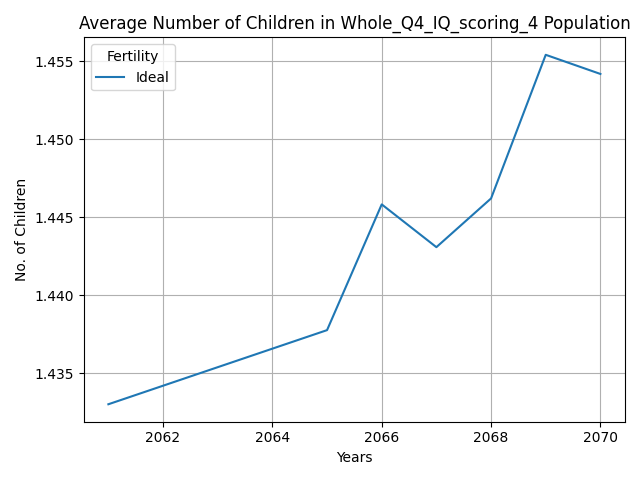 Average Number of Children in Whole_Q4_IQ_scoring_4 Population
Fertility
Ideal
1.455
1.450
1.445
1.440
1.435
No. of Children
2062 2064 2066 2068 2070
Years